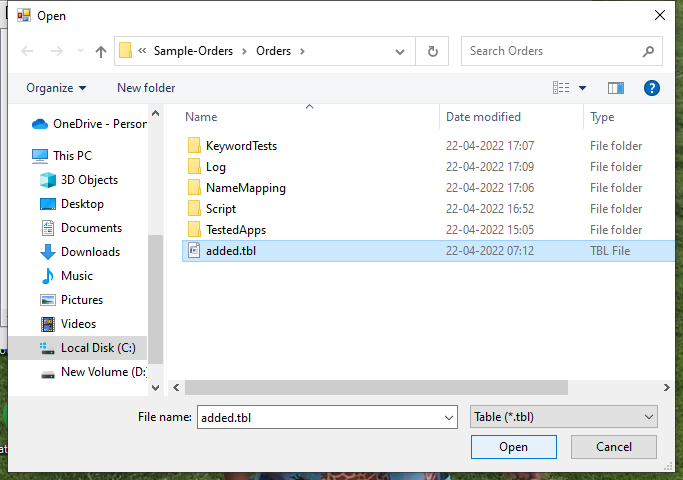 Open
« Sample-Orders › Orders ›
Search Orders
Organize
New folder
Name
Date modified
Type
OneDrive - Person
This PC
3D Objects
Desktop
Documents
Downloads
Music
Pictures
Videos
Local Disk (C:)
New Volume (D:
KeywordTests 22-04-2022 17:07 File folder
Log 22-04-2022 17:09 File folder
NameMapping 22-04-2022 17:06 File folder
Script 22-04-2022 16:52 File folder
TestedApps 22-04-2022 15:05 File folder
added.tbl 22-04-2022 07:12 TBL File
File name: added.tbl
Table (*.tbl)
Open
Cancel